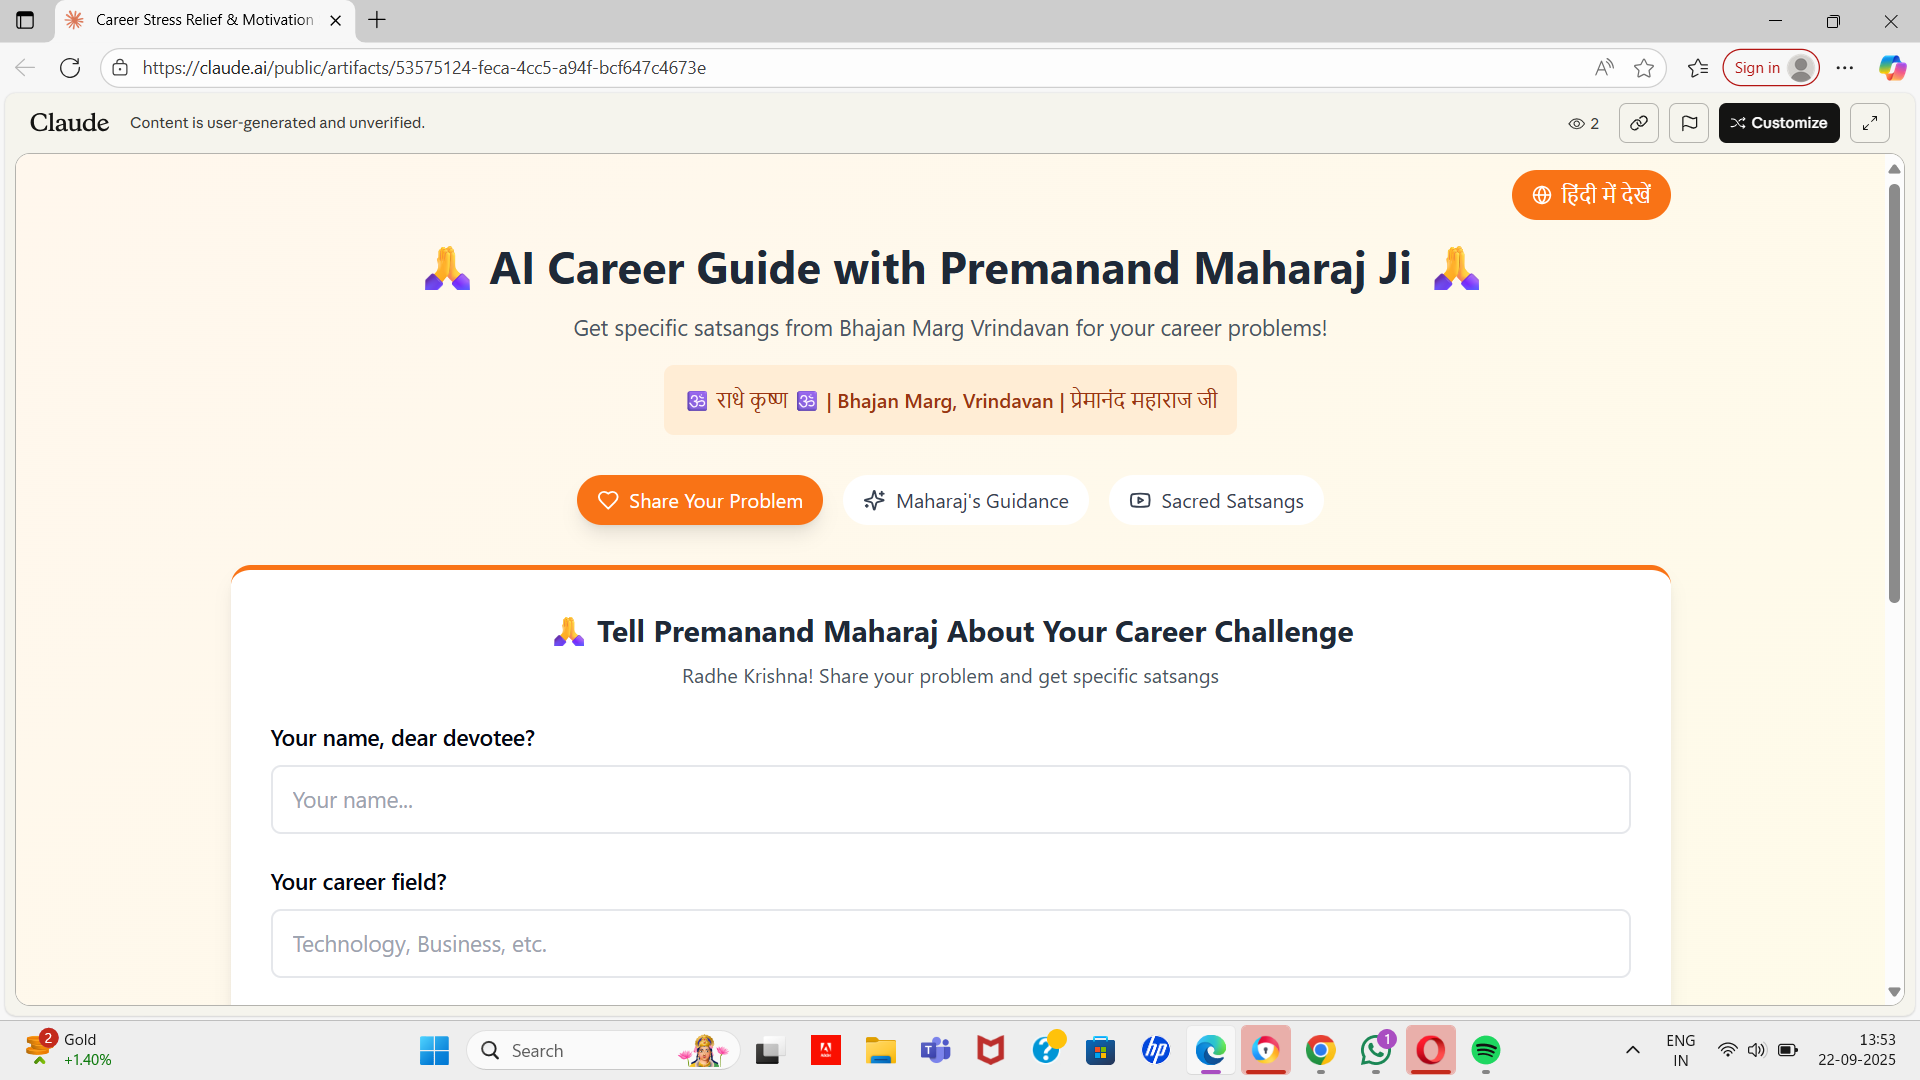 Career Stress Relief & Motivation
https://claude.ai/public/artifacts/53575124-feca-4cc5-a94f-bcf647c4673e
Sign in
Claude
Content is user-generated and unverified.
2
Customize
हिंदी में देखें
🙏 AI Career Guide with Premanand Maharaj Ji 🙏
Get specific satsangs from Bhajan Marg Vrindavan for your career problems!
🕉️ राधे कृष्ण 🕉️ | Bhajan Marg, Vrindavan | प्रेमानंद महाराज जी
Share Your Problem
Maharaj's Guidance
Sacred Satsangs
🙏 Tell Premanand Maharaj About Your Career Challenge
Radhe Krishna! Share your problem and get specific satsangs
Your name, dear devotee?
Your name...
Your career field?
Technology, Business, etc.
2
Gold
+1.40%
Search
1
ENG
IN
13:53
22-09-2025